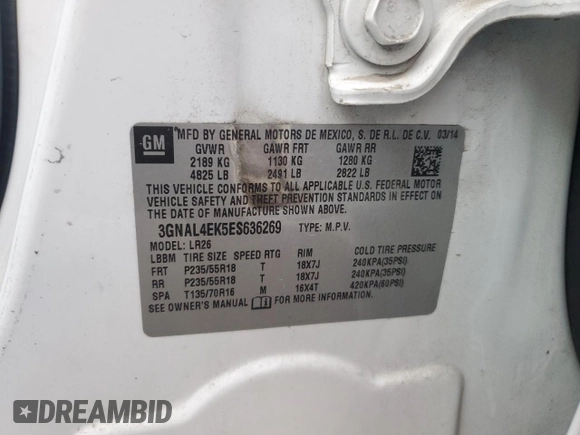 GM
MFD BY GENERAL MOTORS DE MEXICO, S. DE R.L. DE C.V. 03/14
GVWR GAWR FRT GAWR RR
2189 KG 1130 KG 1280 KG
4825 LB 2491 LB 2822 LB
THIS VEHICLE CONFORMS TO ALL APPLICABLE U.S. FEDERAL MOTOR
VEHICLE SAFETY AND THEFT PREVENTION STANDARDS IN EFFECT ON
THE DATE OF MANUFACTURE SHOWN ABOVE.
3GNAL4EK5ES636269 TYPE: M.P.V.
MODEL: LR26
LBBM TIRE SIZE SPEED RTG RIM COLD TIRE PRESSURE
FRT P235/55R18 T 18X7J 240KPA(35PSI)
RR P235/55R18 T 18X7J 240KPA(35PSI)
SPA T135/70R16 M 16X4T 420KPA(60PSI)
SEE OWNER'S MANUAL FOR MORE INFORMATION.
DREAMBID